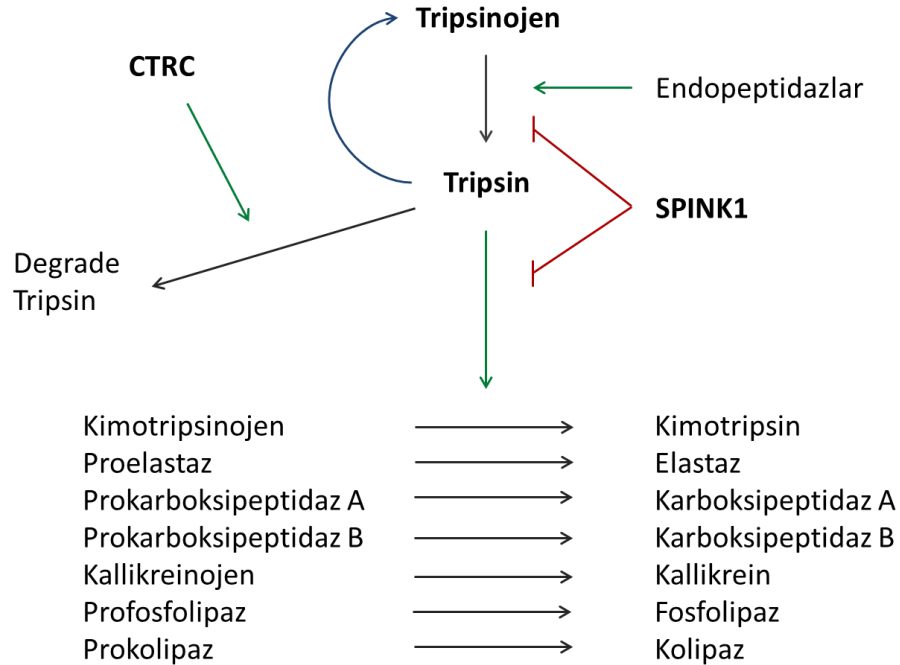 Tripsinojen
CTRC
Endopeptidazlar
Tripsin
SPINK1
Degrade
Tripsin
Kimotripsinojen Kimotripsin
Proelastaz Elastaz
Prokarboksipeptidaz A Karboksipeptidaz A
Prokarboksipeptidaz B Karboksipeptidaz B
Kallikreinojen Kallikrein
Profosfolipaz Fosfolipaz
Prokolipaz Kolipaz